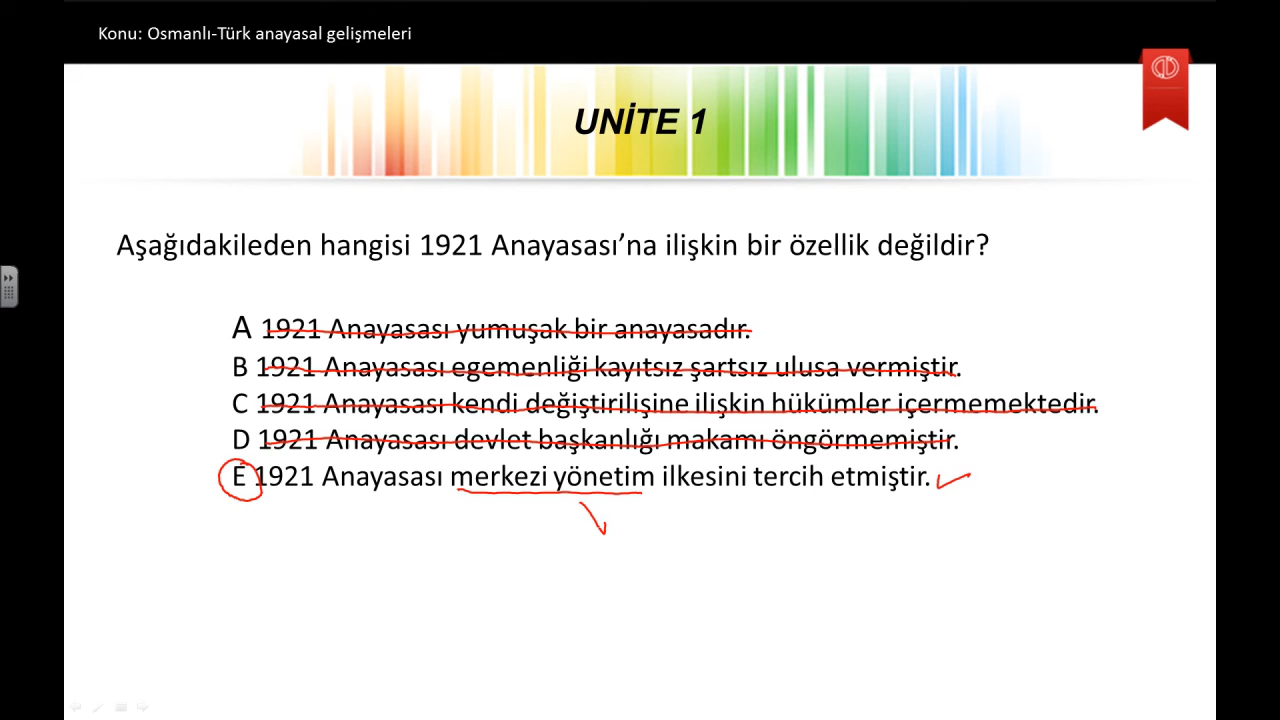 Konu: Osmanlı-Türk anayasal gelişmeleri
UNİTE 1
Aşağıdakileden hangisi 1921 Anayasası’na ilişkin bir özellik değildir?
A 1921 Anayasası yumuşak bir anayasadır.
B 1921 Anayasası egemenliği kayıtsız şartsız ulusa vermiştir.
C 1921 Anayasası kendi değiştirilişine ilişkin hükümler içermemektedir.
D 1921 Anayasası devlet başkanlığı makamı öngörmemiştir.
E 1921 Anayasası merkezi yönetim ilkesini tercih etmiştir.